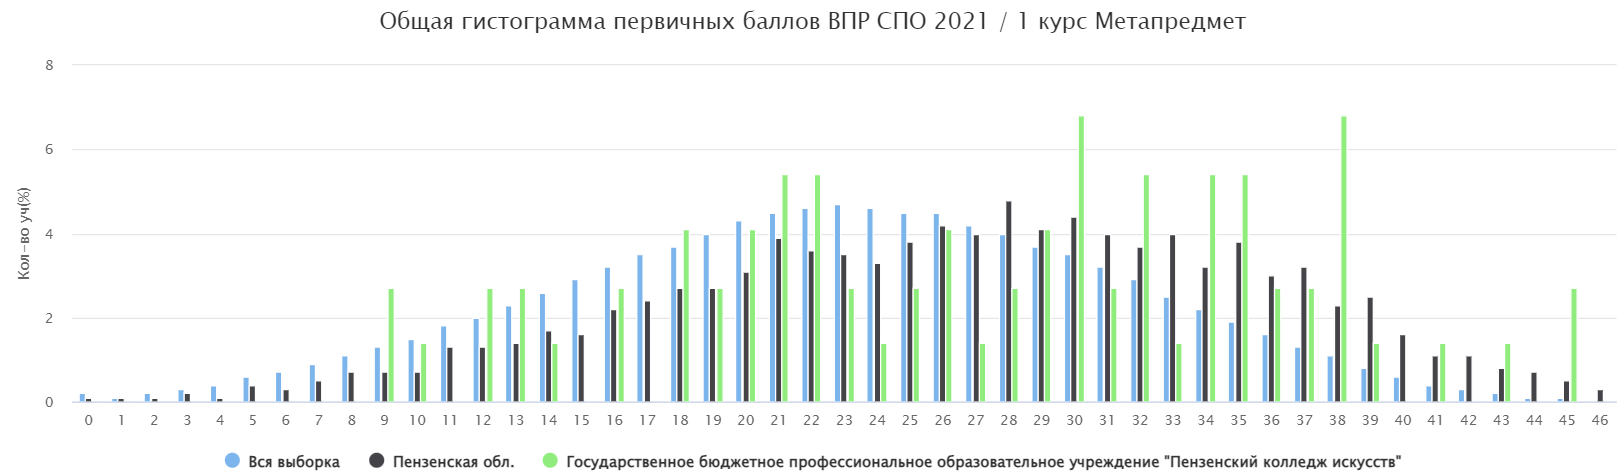 Общая гистограмма первичных баллов ВПР СПО 2021 / 1 курс Метапредмет
Кол-во уч(%)
8
6
4
2
0
0 1 2 3 4 5 6 7 8 9 10 11 12 13 14 15 16 17 18 19 20 21 22 23 24 25 26 27 28 29 30 31 32 33 34 35 36 37 38 39 40 41 42 43 44 45 46
Вся выборка Пензенская обл. Государственное бюджетное профессиональное образовательное учреждение "Пензенский колледж искусств"